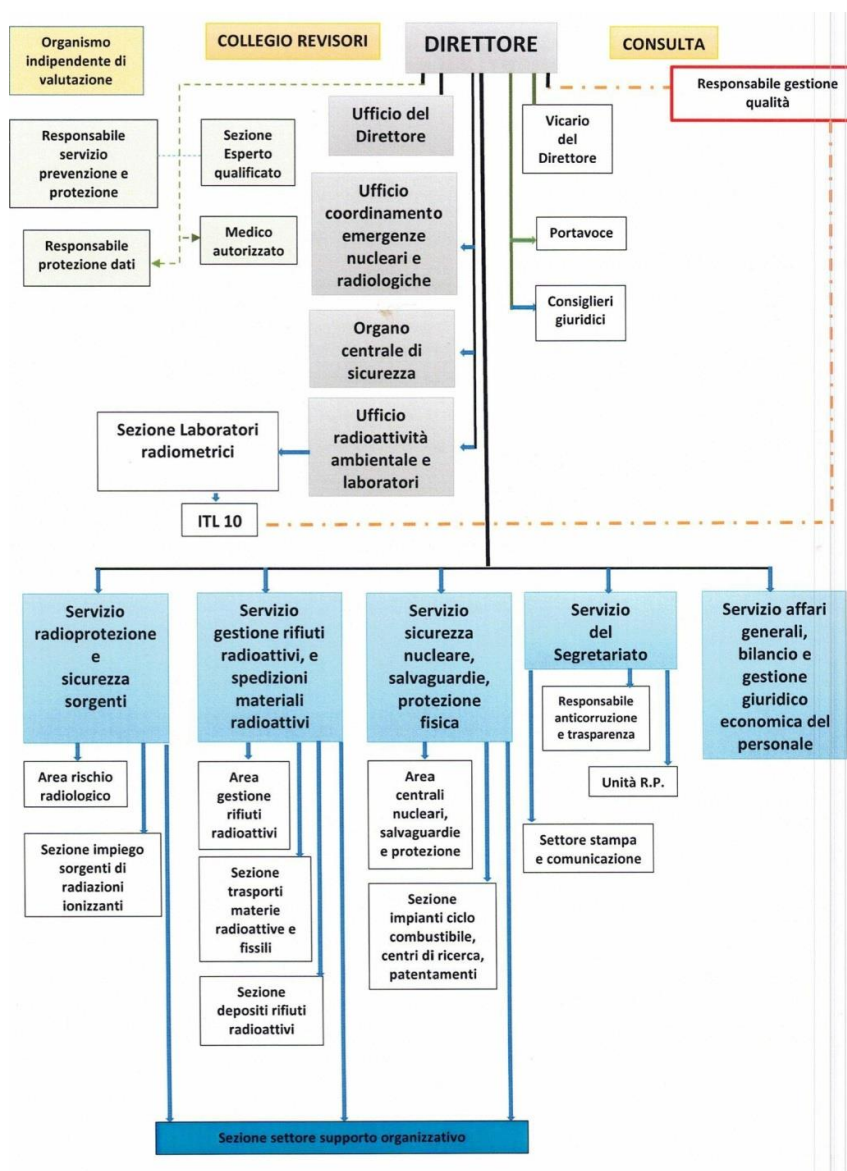 Organismo
indipendente di
valutazione
COLLEGIO REVISORI
DIRETTORE
CONSULTA
Responsabile gestione
qualità
Ufficio del
Direttore
Vicario
del
Direttore
Responsabile
servizio
prevenzione e
protezione
Sezione
Esperto
qualificato
Ufficio
coordinamento
emergenze
nucleari e
radiologiche
Portavoce
Responsabile
protezione dati
Medico
autorizzato
Consiglieri
giuridici
Organo
centrale di
sicurezza
Sezione Laboratori
radiometrici
Ufficio
radioattività
ambientale e
laboratori
ITL 10
Servizio
radioprotezione
e
sicurezza
sorgenti
Servizio
gestione rifiuti
radioattivi, e
spedizioni
materiali
radioattivi
Servizio
sicurezza
nucleare,
salvaguardie,
protezione
fisica
Servizio
del
Segretariato
Servizio affari
generali,
bilancio e
gestione
giuridico
economica del
personale
Area rischio
radiologico
Sezione impiego
sorgenti di
radiazioni
ionizzanti
Area
gestione
rifiuti
radioattivi
Sezione
trasporti
materie
radioattive e
fissili
Sezione
depositi rifiuti
radioattivi
Area
centrali
nucleari,
salvaguardie
e protezione
Sezione
impianti ciclo
combustibile,
centri di ricerca,
patentamenti
Responsabile
anticorruzione
e trasparenza
Unità R.P.
Settore stampa
e comunicazione
Sezione settore supporto organizzativo